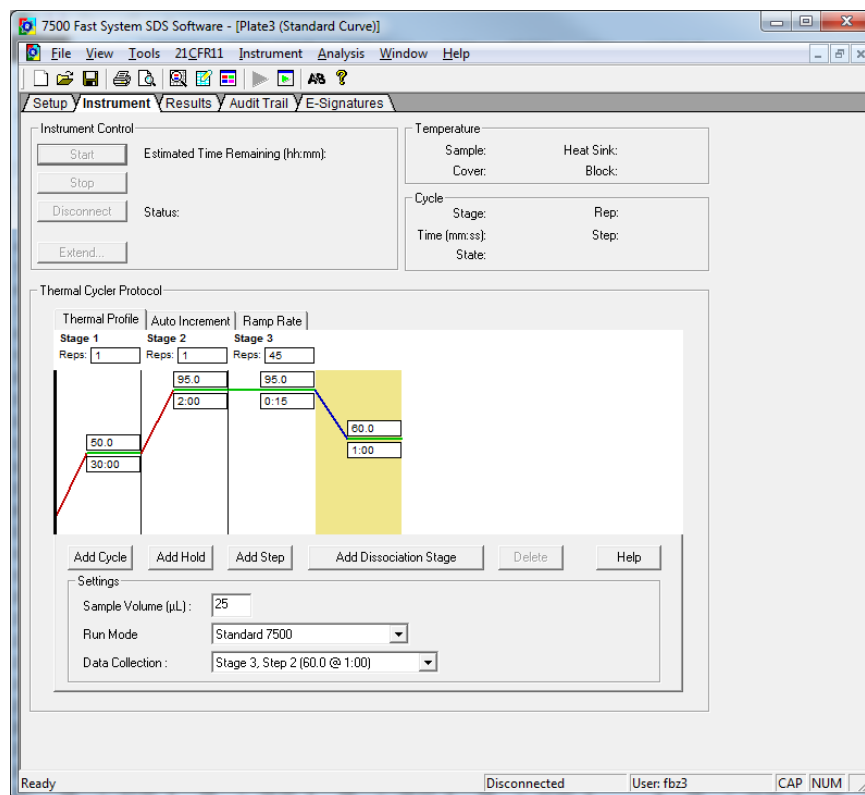 7500 Fast System SDS Software - [Plate3 (Standard Curve)]
File View Tools 21CFR11 Instrument Analysis Window Help
Setup Instrument Results Audit Trail E-Signatures
Instrument Control
Start Estimated Time Remaining (hh:mm):
Stop
Disconnect Status:
Extend...
Temperature
Sample: Heat Sink:
Cover: Block:
Cycle
Stage: Rep:
Time (mm:ss): Step:
State:
Thermal Cycler Protocol
Thermal Profile Auto Increment Ramp Rate
Stage 1 Stage 2 Stage 3
Reps: 1 Reps: 1 Reps: 45
95.0 95.0
2:00 0:15
60.0
50.0 1:00
30:00
Add Cycle Add Hold Add Step Add Dissociation Stage Delete Help
Settings
Sample Volume (µL) : 25
Run Mode Standard 7500
Data Collection : Stage 3, Step 2 (60.0 @ 1:00)
Ready Disconnected User: fbz3 CAP NUM